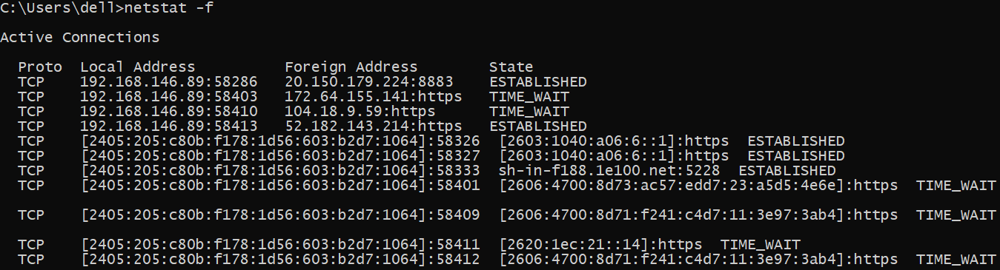 C:\Users\dell>netstat -f
Active Connections
Proto  Local Address          Foreign Address        State
TCP    192.168.146.89:58286   20.150.179.224:8883    ESTABLISHED
TCP    192.168.146.89:58403   172.64.155.141:https   TIME_WAIT
TCP    192.168.146.89:58410   104.18.9.59:https      TIME_WAIT
TCP    192.168.146.89:58413   52.182.143.214:https   ESTABLISHED
TCP    [2405:205:c80b:f178:1d56:603:b2d7:1064]:58326  [2603:1040:a06:6::1]:https  ESTABLISHED
TCP    [2405:205:c80b:f178:1d56:603:b2d7:1064]:58327  [2603:1040:a06:6::1]:https  ESTABLISHED
TCP    [2405:205:c80b:f178:1d56:603:b2d7:1064]:58333  sh-in-f188.1e100.net:5228  ESTABLISHED
TCP    [2405:205:c80b:f178:1d56:603:b2d7:1064]:58401  [2606:4700:8d73:ac57:edd7:23:a5d5:4e6e]:https  TIME_WAIT
TCP    [2405:205:c80b:f178:1d56:603:b2d7:1064]:58409  [2606:4700:8d71:f241:c4d7:11:3e97:3ab4]:https  TIME_WAIT
TCP    [2405:205:c80b:f178:1d56:603:b2d7:1064]:58411  [2620:1ec:21::14]:https  TIME_WAIT
TCP    [2405:205:c80b:f178:1d56:603:b2d7:1064]:58412  [2606:4700:8d71:f241:c4d7:11:3e97:3ab4]:https  TIME_WAIT